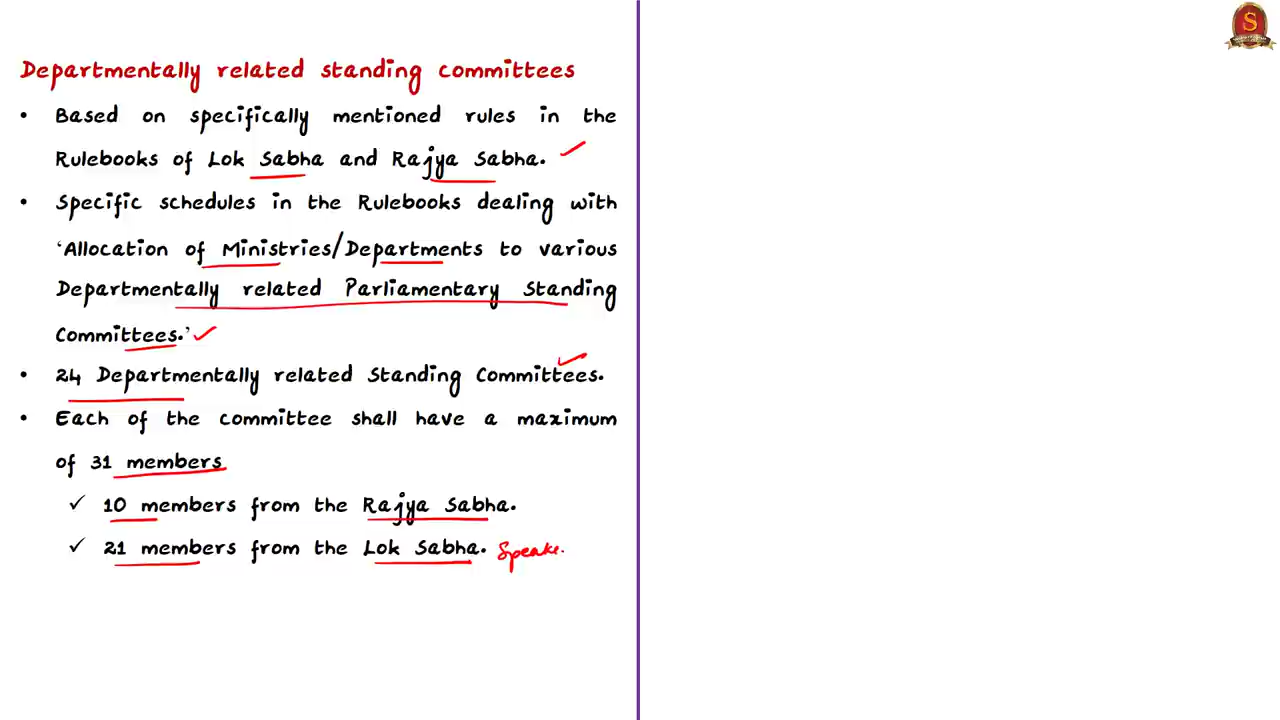 Departmentally related standing committees
• Based on specifically mentioned rules in the
Rulebooks of Lok Sabha and Rajya Sabha.
• Specific schedules in the Rulebooks dealing with
‘Allocation of Ministries/Departments to various
Departmentally related Parliamentary Standing
Committees.’
• 24 Departmentally related Standing Committees.
• Each of the committee shall have a maximum
of 31 members
✓ 10 members from the Rajya Sabha.
✓ 21 members from the Lok Sabha. Speake.
S